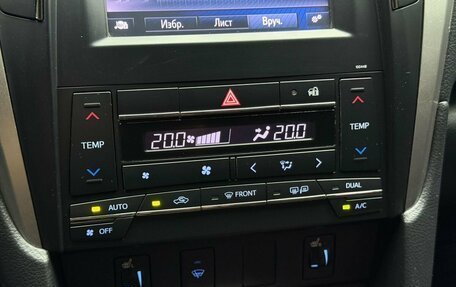 Избр. Лист Вруч.
TEMP 20.0 20.0 TEMP
AUTO FRONT DUAL
OFF A/C